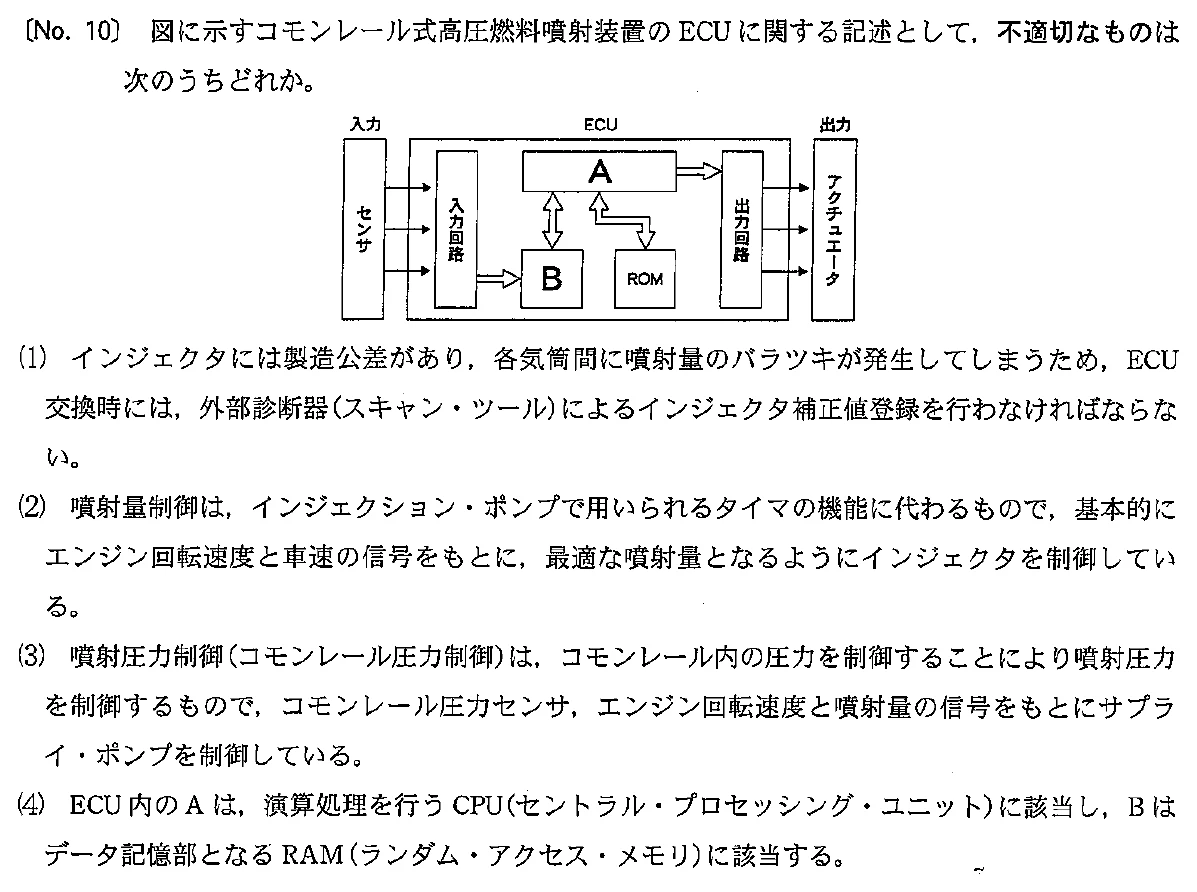 〔No. 10〕 図に示すコモンレール式高圧燃料噴射装置の ECU に関する記述として，不適切なものは
次のうちどれか。
入力 ECU 出力
センサ
入力回路
A
B
ROM
出力回路
アクチュエータ
⑴ インジェクタには製造公差があり，各気筒間に噴射量のバラツキが発生してしまうため，ECU
交換時には，外部診断器(スキャン・ツール)によるインジェクタ補正値登録を行わなければならな
い。
⑵ 噴射量制御は，インジェクション・ポンプで用いられるタイマの機能に代わるもので，基本的に
エンジン回転速度と車速の信号をもとに，最適な噴射量となるようにインジェクタを制御してい
る。
⑶ 噴射圧力制御(コモンレール圧力制御)は，コモンレール内の圧力を制御することにより噴射圧力
を制御するもので，コモンレール圧力センサ，エンジン回転速度と噴射量の信号をもとにサプラ
イ・ポンプを制御している。
⑷ ECU 内の A は，演算処理を行う CPU(セントラル・プロセッシング・ユニット)に該当し，B は
データ記憶部となる RAM(ランダム・アクセス・メモリ)に該当する。